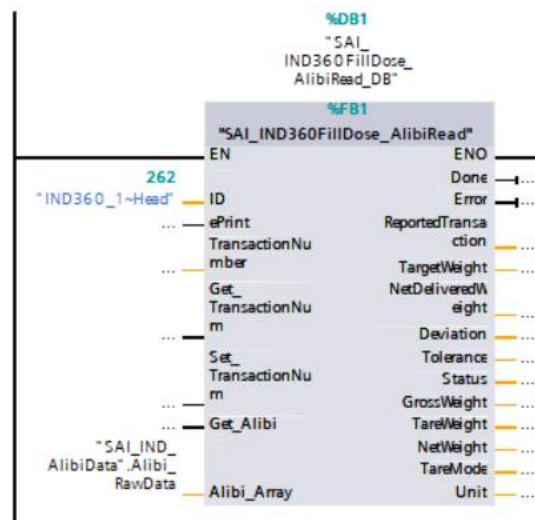 %DB1
"SAI_
IND360FillDose_
AlibiRead_DB"
%FB1
"SAI_IND360FillDose_AlibiRead"
EN ENO
262
"IND360_1~Head" ID
Done ...
Error ...
... ePrint
ReportedTransa
ction ...
... TransactionNu
mber
TargetWeight ...
... Get_
TransactionNu
m
NetDeliveredW
eight ...
Deviation ...
Tolerance ...
... Set_
TransactionNu
m
Status ...
GrossWeight ...
... Get_Alibi
TareWeight ...
NetWeight ...
"SAI_IND_
AlibiData".Alibi_
RawData Alibi_Array
TareMode ...
Unit ...